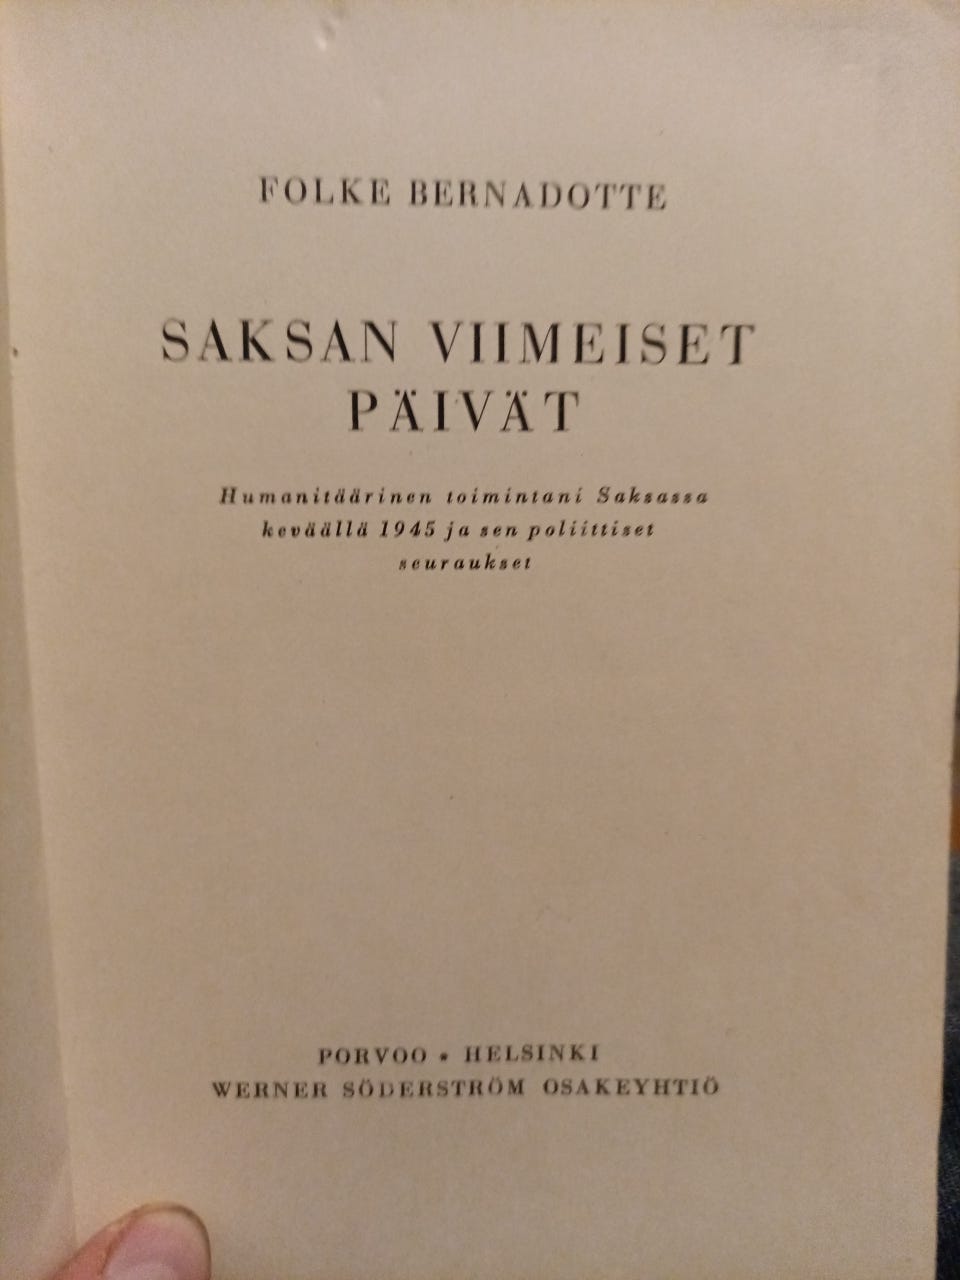 FOLKE BERNADOTTE
SAKSAN VIIMEISET
PÄIVÄT
Humanitäärinen toimintani Saksassa
keväällä 1945 ja sen poliittiset
seuraukset
PORVOO • HELSINKI
WERNER SÖDERSTRÖM OSAKEYHTIÖ